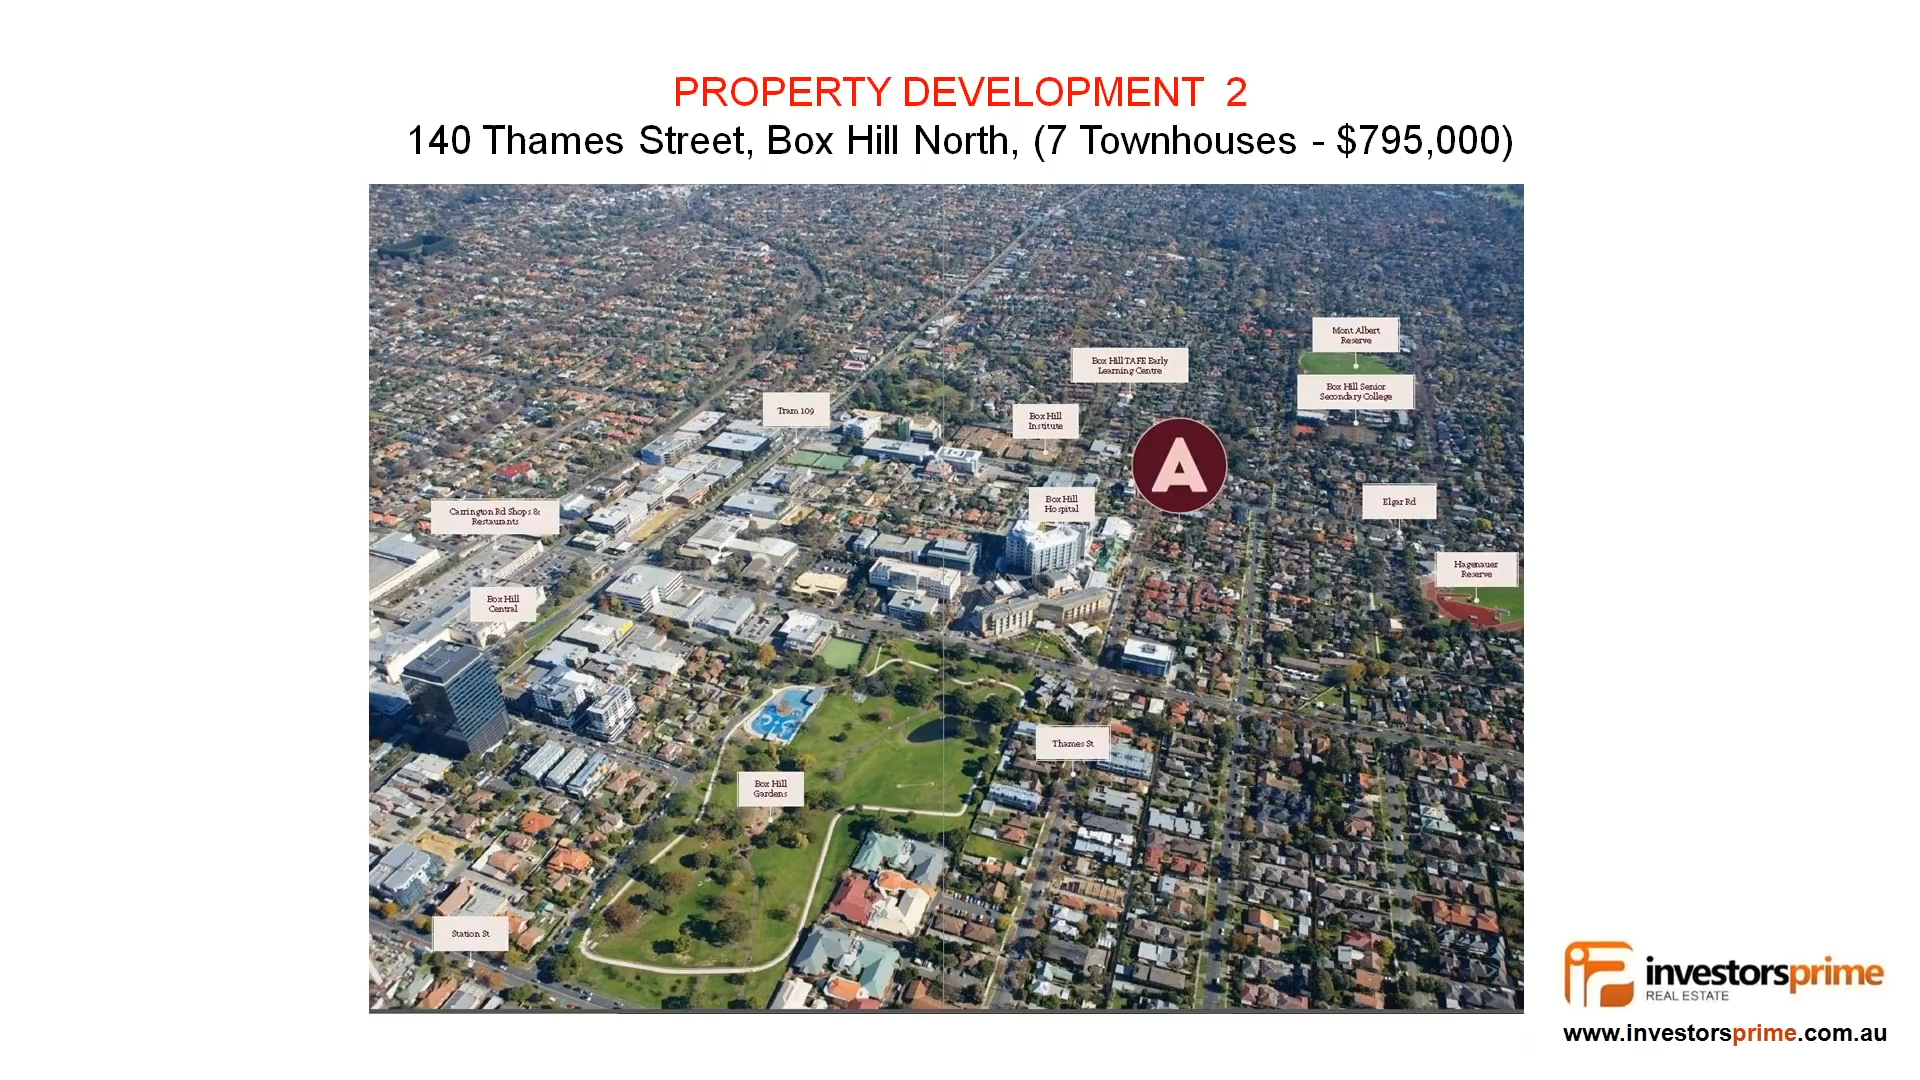 PROPERTY DEVELOPMENT 2
140 Thames Street, Box Hill North, (7 Townhouses - $795,000)
Mont Albert
Reserve
Box Hill TAFE Early
Learning Centre
Box Hill Senior
Secondary College
Tram 109
Box Hill
Institute
A
Box Hill
Hospital
Elgar Rd
Carrington Rd Shops &
Restaurants
Hagenauer
Reserve
Box Hill
Central
Thames St
Box Hill
Gardens
Station St
investorsprime
REAL ESTATE
www.investorsprime.com.au